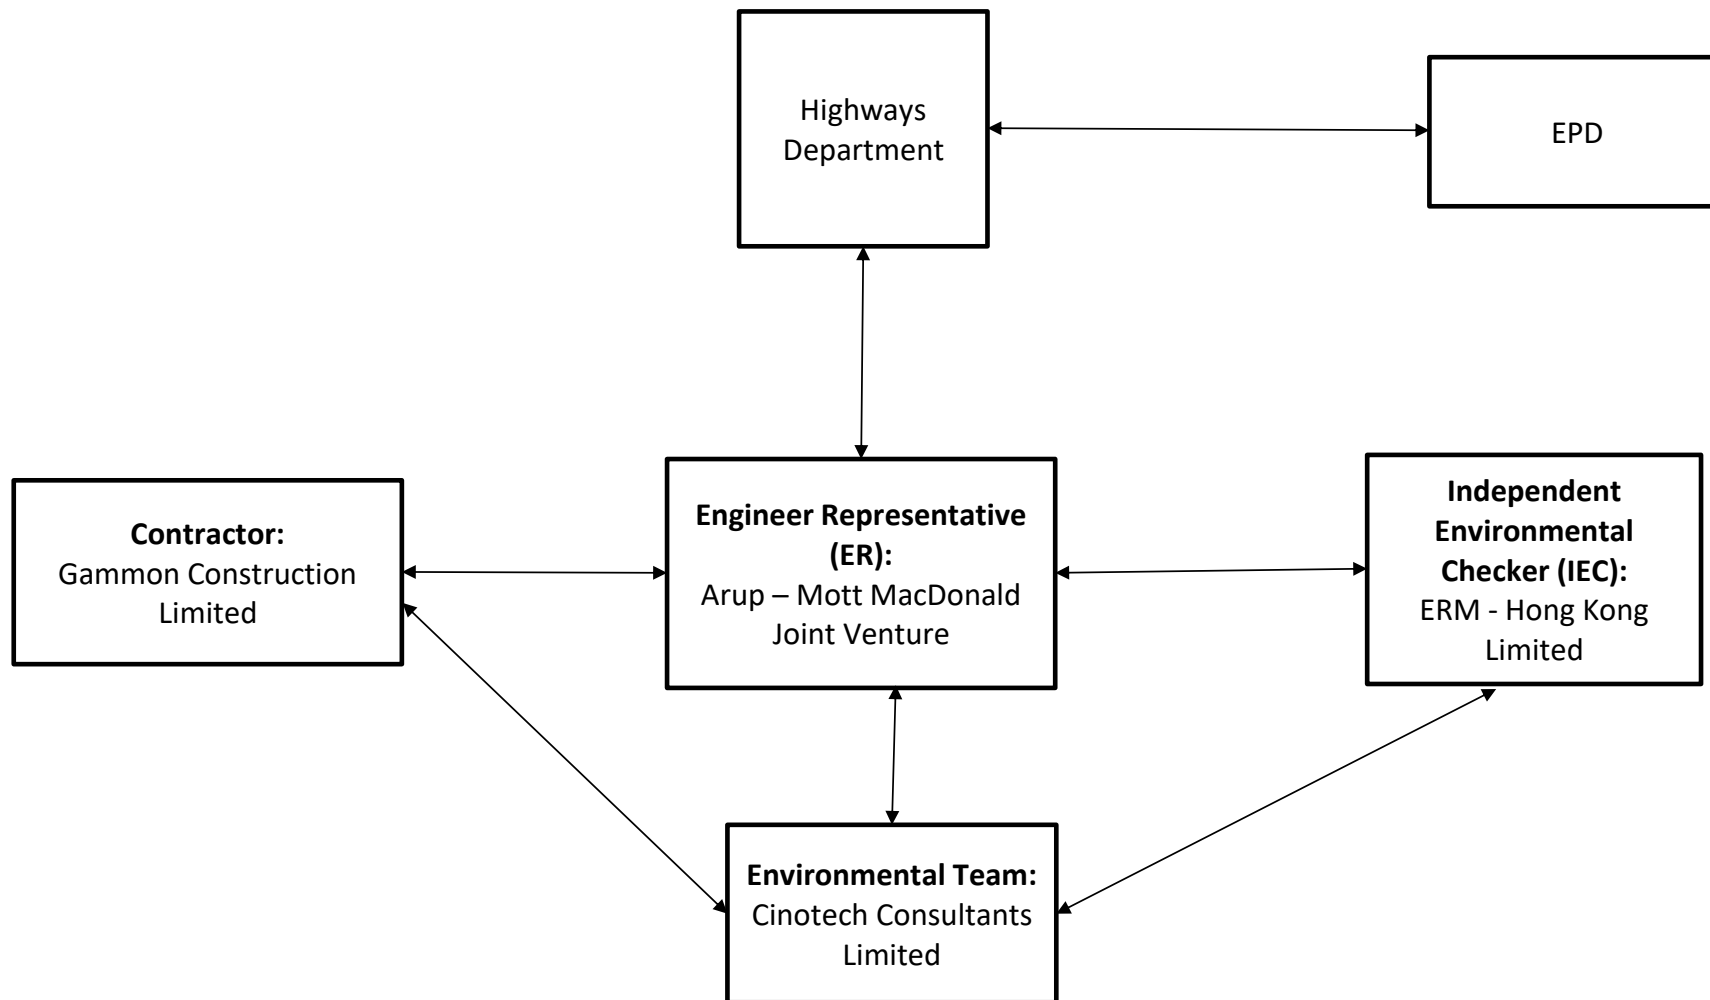 Highways
Department
EPD
Contractor:
Gammon Construction
Limited
Engineer Representative
(ER):
Arup – Mott MacDonald
Joint Venture
Independent
Environmental
Checker (IEC):
ERM - Hong Kong
Limited
Environmental Team:
Cinotech Consultants
Limited